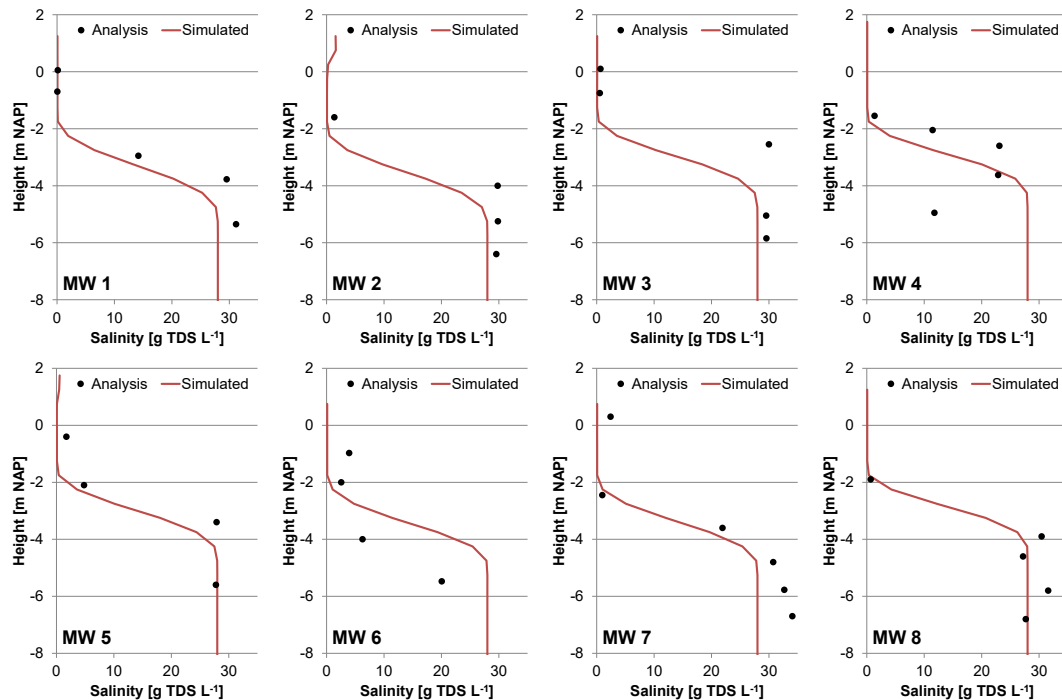 2 • Analysis — Simulated
0
-2
-4
-6
-8
0 10 20 30
Height [m NAP]
MW 1
Salinity [g TDS L⁻¹]
2 • Analysis — Simulated
0
-2
-4
-6
-8
0 10 20 30
Height [m NAP]
MW 2
Salinity [g TDS L⁻¹]
2 • Analysis — Simulated
0
-2
-4
-6
-8
0 10 20 30
Height [m NAP]
MW 3
Salinity [g TDS L⁻¹]
2 • Analysis — Simulated
0
-2
-4
-6
-8
0 10 20 30
Height [m NAP]
MW 4
Salinity [g TDS L⁻¹]
2 • Analysis — Simulated
0
-2
-4
-6
-8
0 10 20 30
Height [m NAP]
MW 5
Salinity [g TDS L⁻¹]
2 • Analysis — Simulated
0
-2
-4
-6
-8
0 10 20 30
Height [m NAP]
MW 6
Salinity [g TDS L⁻¹]
2 • Analysis — Simulated
0
-2
-4
-6
-8
0 10 20 30
Height [m NAP]
MW 7
Salinity [g TDS L⁻¹]
2 • Analysis — Simulated
0
-2
-4
-6
-8
0 10 20 30
Height [m NAP]
MW 8
Salinity [g TDS L⁻¹]